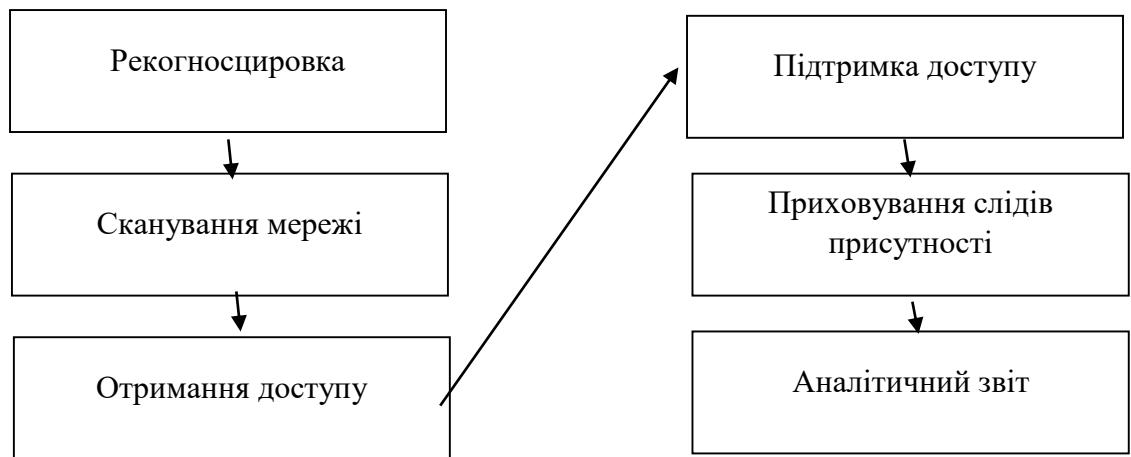 Рекогносцировка
Сканування мережі
Отримання доступу
Підтримка доступу
Приховування слідів
присутності
Аналітичний звіт